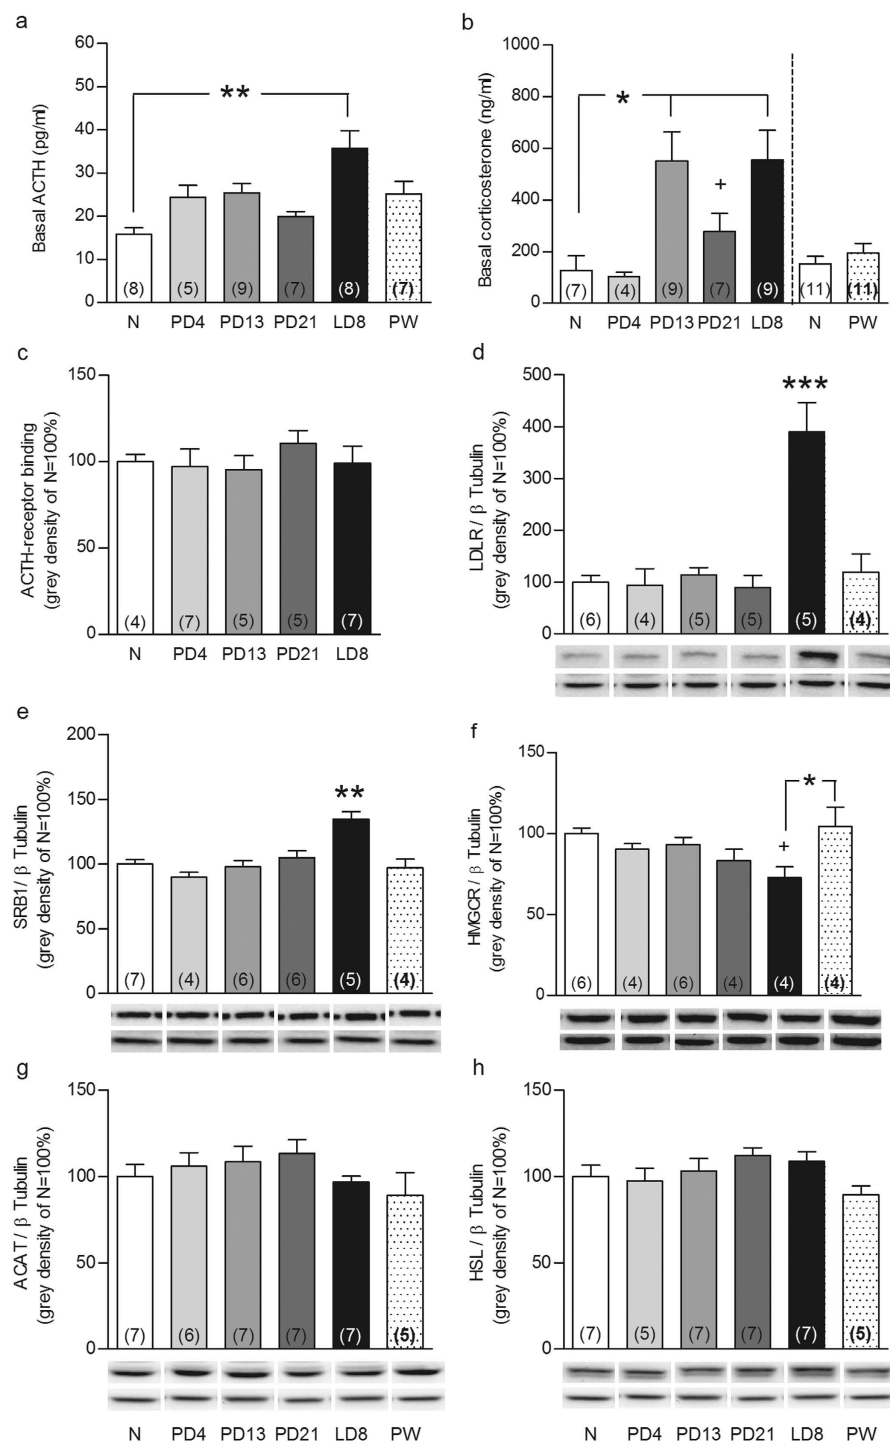 a
Basal ACTH (pg/ml)
60
50
40
30
20
10
0
**
(8) (5) (9) (7) (8) (7)
N PD4 PD13 PD21 LD8 PW
b
Basal corticosterone (ng/ml)
1000
800
600
400
200
0
*
+
(7) (4) (9) (7) (9) (11) (11)
N PD4 PD13 PD21 LD8 N PW
c
ACTH-receptor binding
(grey density of N=100%)
150
100
50
0
(4) (7) (5) (5) (7)
N PD4 PD13 PD21 LD8
d
LDLR / β Tubulin
(grey density of N=100%)
500
400
300
200
100
0
***
(6) (4) (5) (5) (5) (4)
e
SRB1/ β Tubulin
(grey density of N=100%)
200
150
100
50
0
**
(7) (4) (6) (6) (5) (4)
f
HMGCR / β Tubulin
(grey density of N=100%)
150
100
50
0
*
+
(6) (4) (6) (4) (4) (4)
g
ACAT / β Tubulin
(grey density of N=100%)
150
100
50
0
(7) (6) (7) (7) (7) (5)
N PD4 PD13 PD21 LD8 PW
h
HSL / β Tubulin
(grey density of N=100%)
150
100
50
0
(7) (5) (7) (7) (7) (5)
N PD4 PD13 PD21 LD8 PW